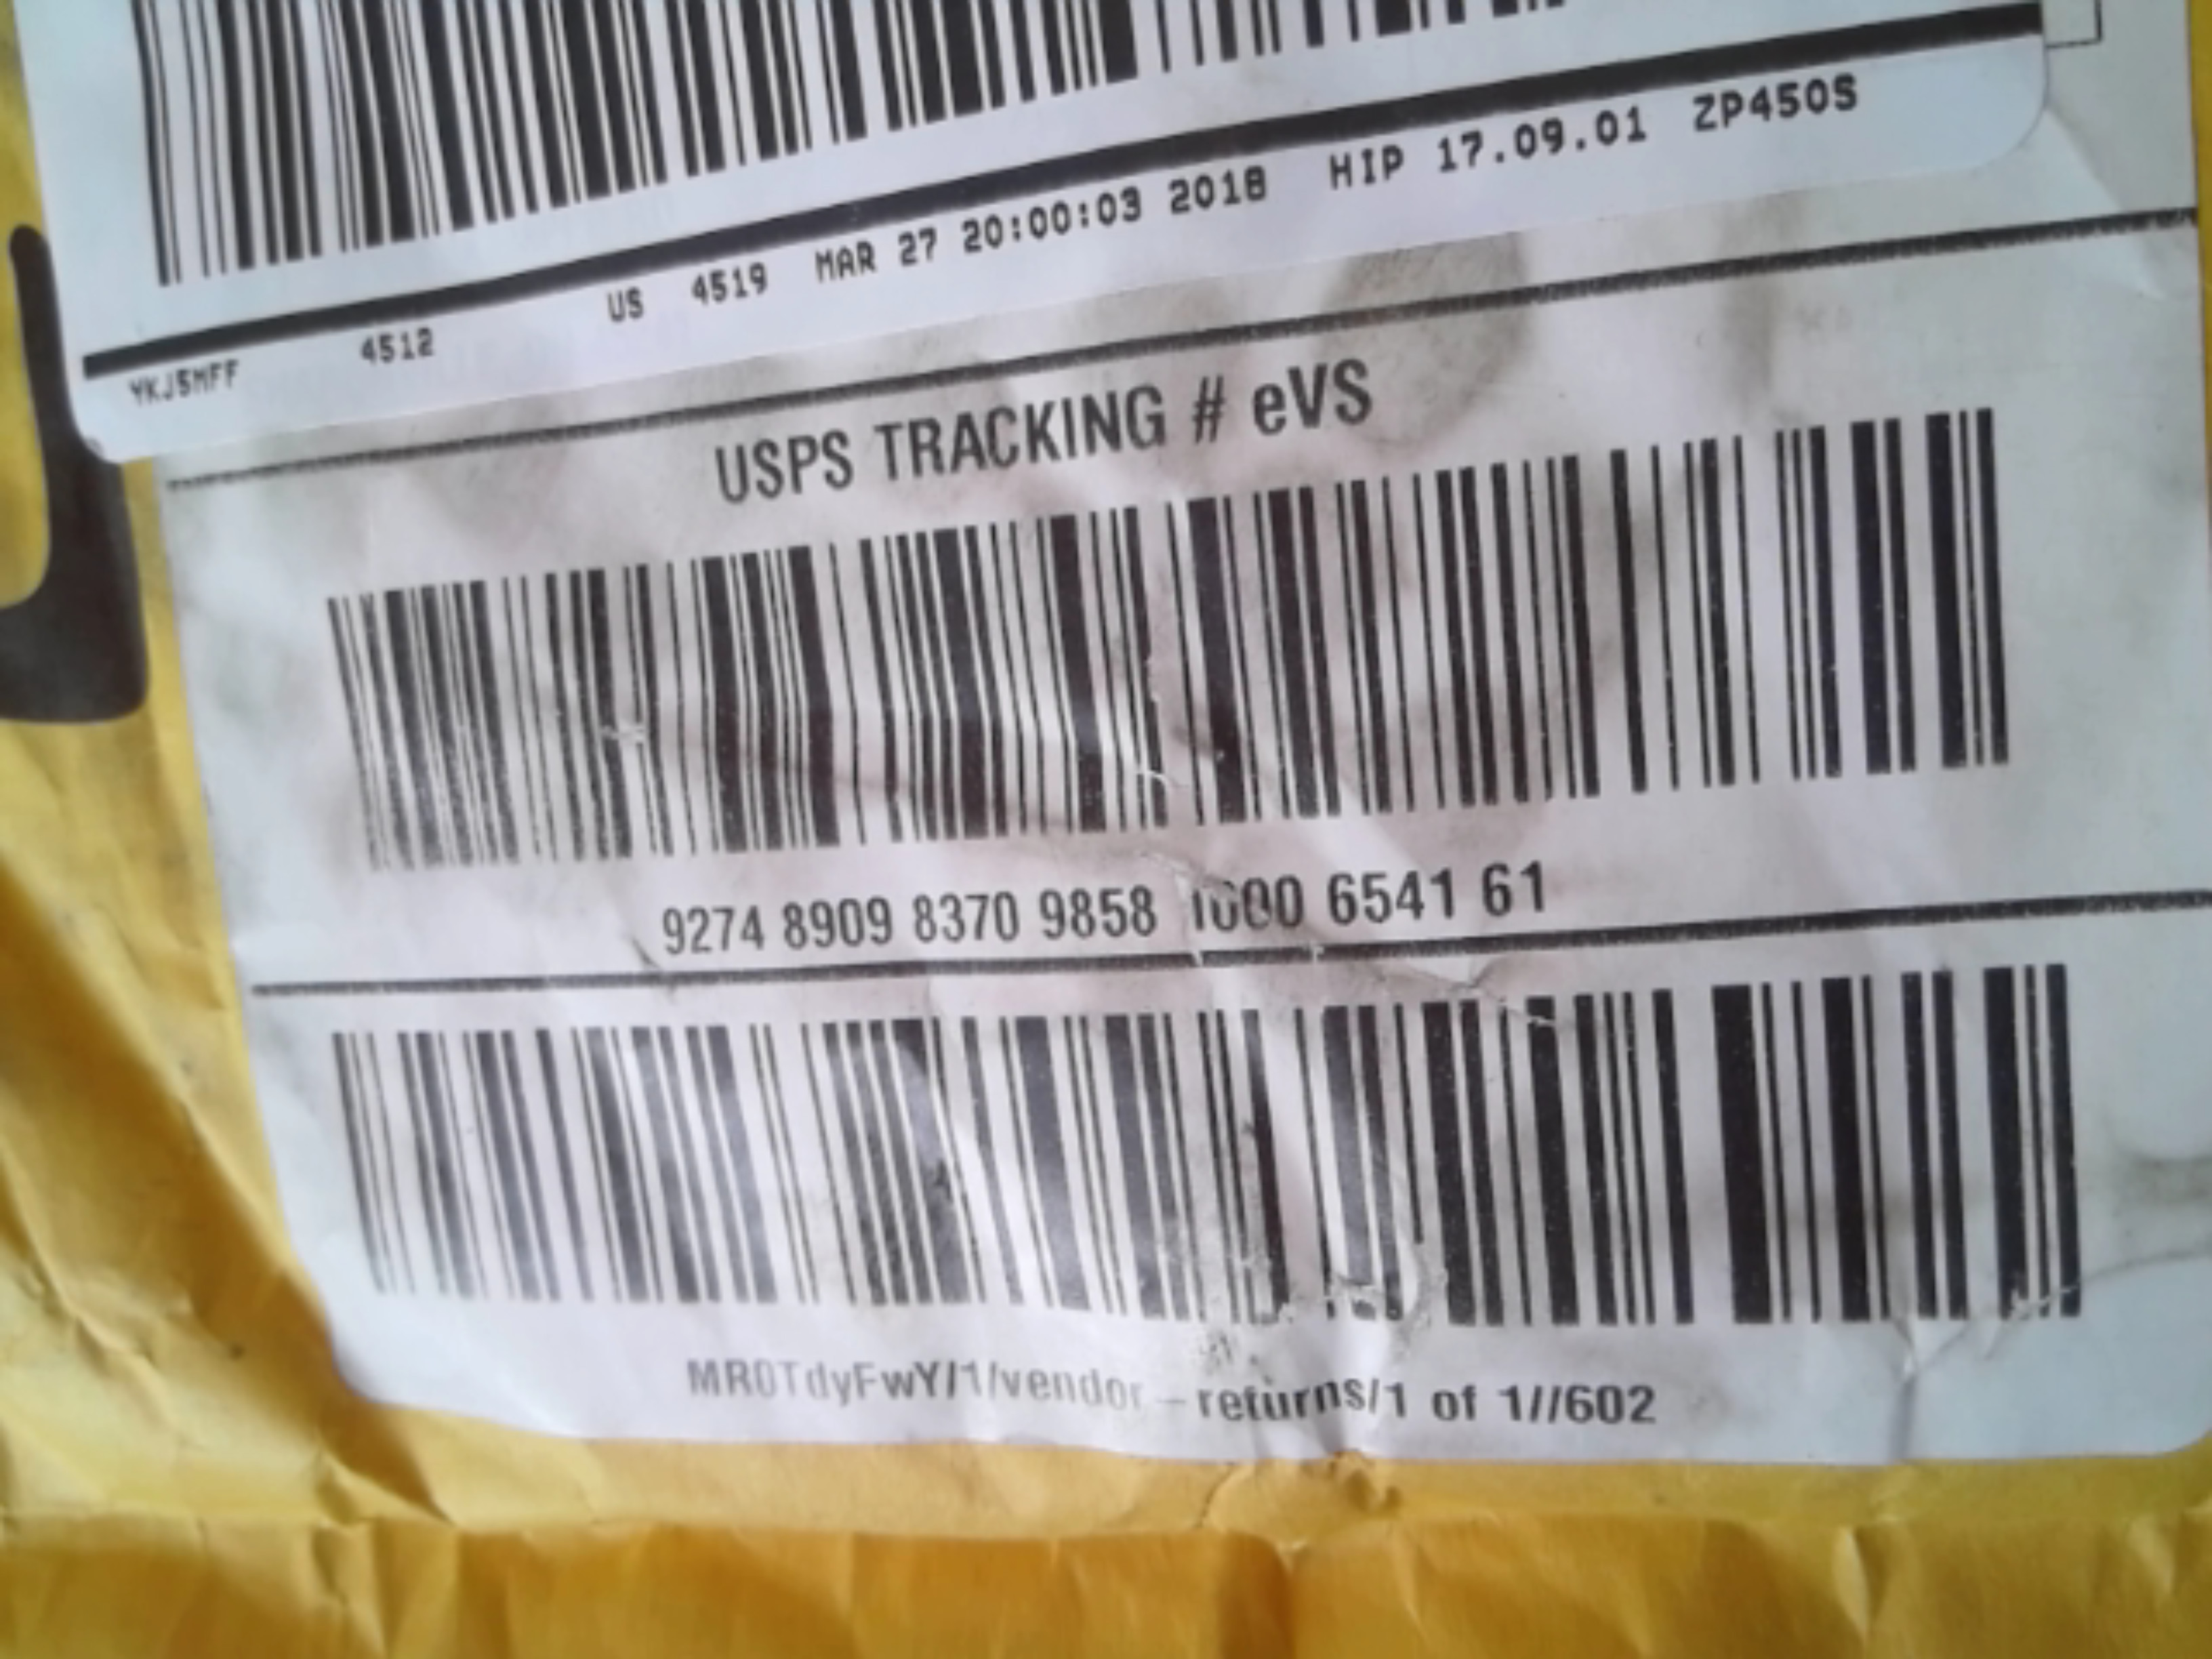 YKJ5MFF 4512 US 4519 MAR 27 20:00:03 2018 HIP 17.09.01 ZP450S
USPS TRACKING # eVS
9274 8909 8370 9858 1000 6541 61
MR0TdyFwY/1/vendor - returns/1 of 1//602